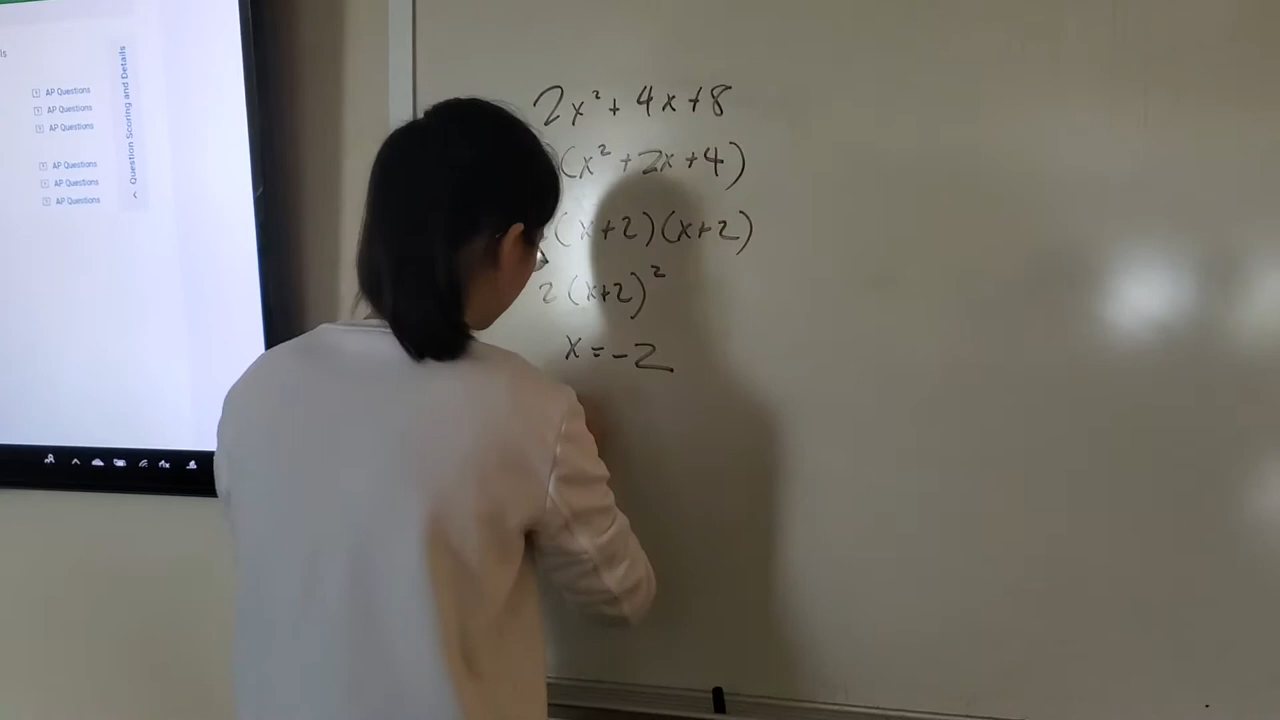 ls
AP Questions
AP Questions
AP Questions
AP Questions
AP Questions
AP Questions
Question Scoring and Details
2x² + 4x + 8
(x² + 2x + 4)
(x+2)(x+2)
2(x+2)²
x = -2